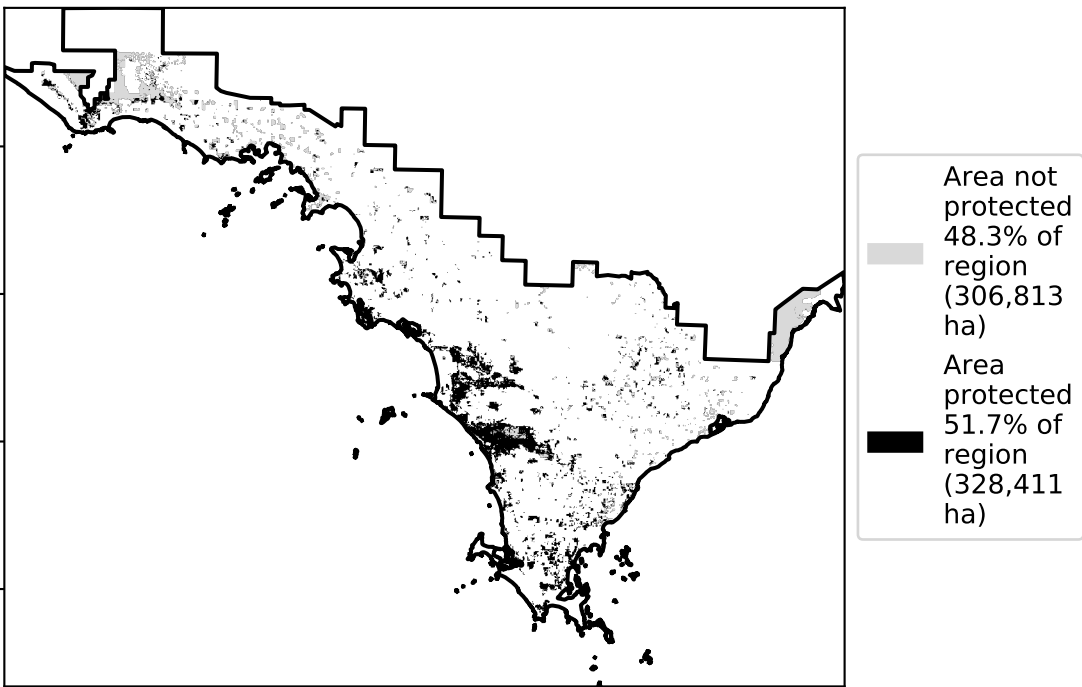 Area not
protected
48.3% of
region
(306,813
ha)
Area
protected
51.7% of
region
(328,411
ha)